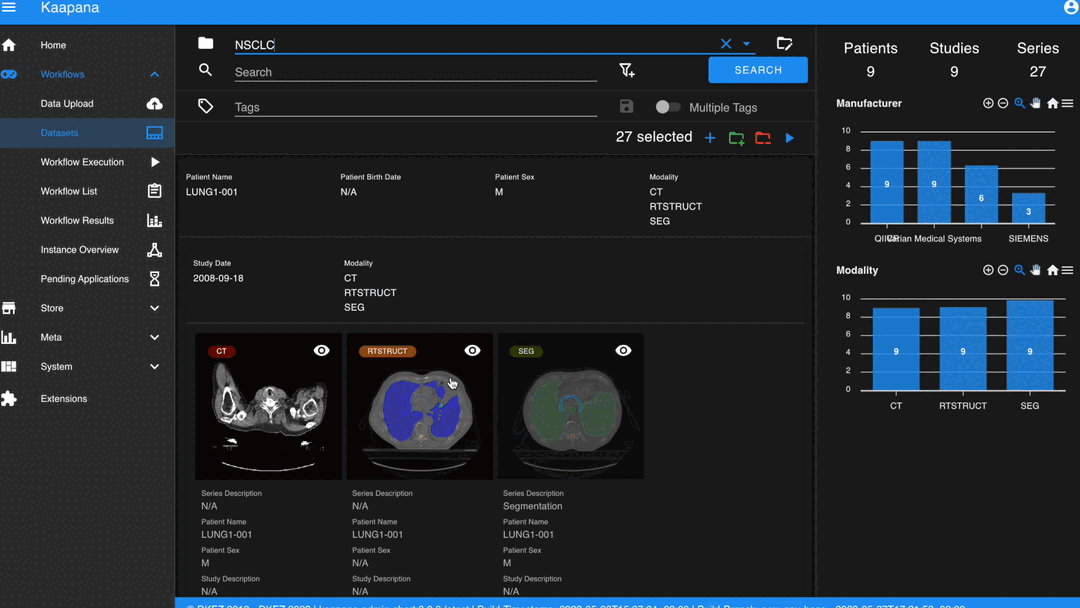 Kaapana
Home
Workflows
Data Upload
Datasets
Workflow Execution
Workflow List
Workflow Results
Instance Overview
Pending Applications
Store
Meta
System
Extensions
NSCLC
Search
SEARCH
Tags
Multiple Tags
27 selected
Patient Name
LUNG1-001
Patient Birth Date
N/A
Patient Sex
M
Modality
CT
RTSTRUCT
SEG
Study Date
2008-09-18
Modality
CT
RTSTRUCT
SEG
CT
RTSTRUCT
SEG
Series Description
N/A
Patient Name
LUNG1-001
Patient Sex
M
Study Description
N/A
Series Description
N/A
Patient Name
LUNG1-001
Patient Sex
N/A
Study Description
N/A
Series Description
Segmentation
Patient Name
LUNG1-001
Patient Sex
M
Study Description
N/A
Patients
9
Studies
9
Series
27
Manufacturer
10
8
6
4
2
0
9
9
6
3
Medical Systems
SIEMENS
Modality
10
8
6
4
2
0
9
9
9
CT
RTSTRUCT
SEG